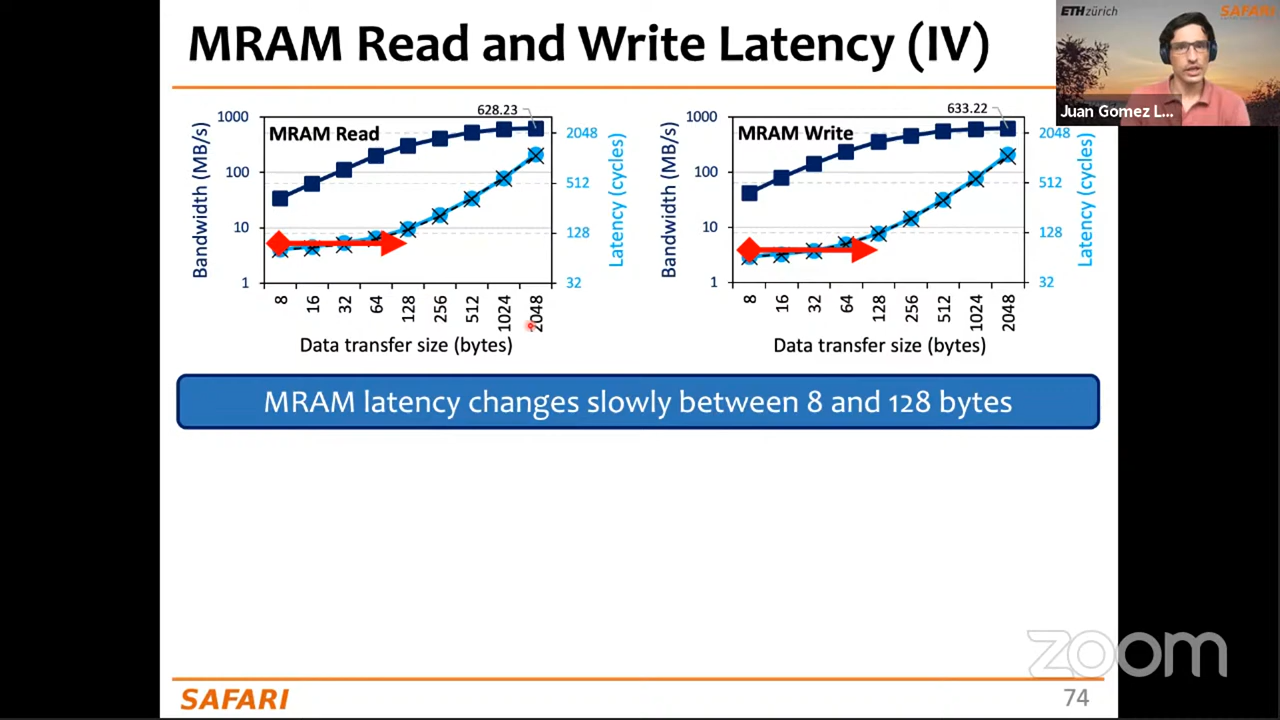 MRAM Read and Write Latency (IV)
ETHzürich
SAFARI
Juan Gomez L...
628.23
1000
100
10
1
Bandwidth (MB/s)
MRAM Read
2048
512
128
32
Latency (cycles)
8
16
32
64
128
256
512
1024
2048
Data transfer size (bytes)
633.22
1000
100
10
1
Bandwidth (MB/s)
MRAM Write
2048
512
128
32
Latency (cycles)
8
16
32
64
128
256
512
1024
2048
Data transfer size (bytes)
MRAM latency changes slowly between 8 and 128 bytes
zoom
SAFARI
74